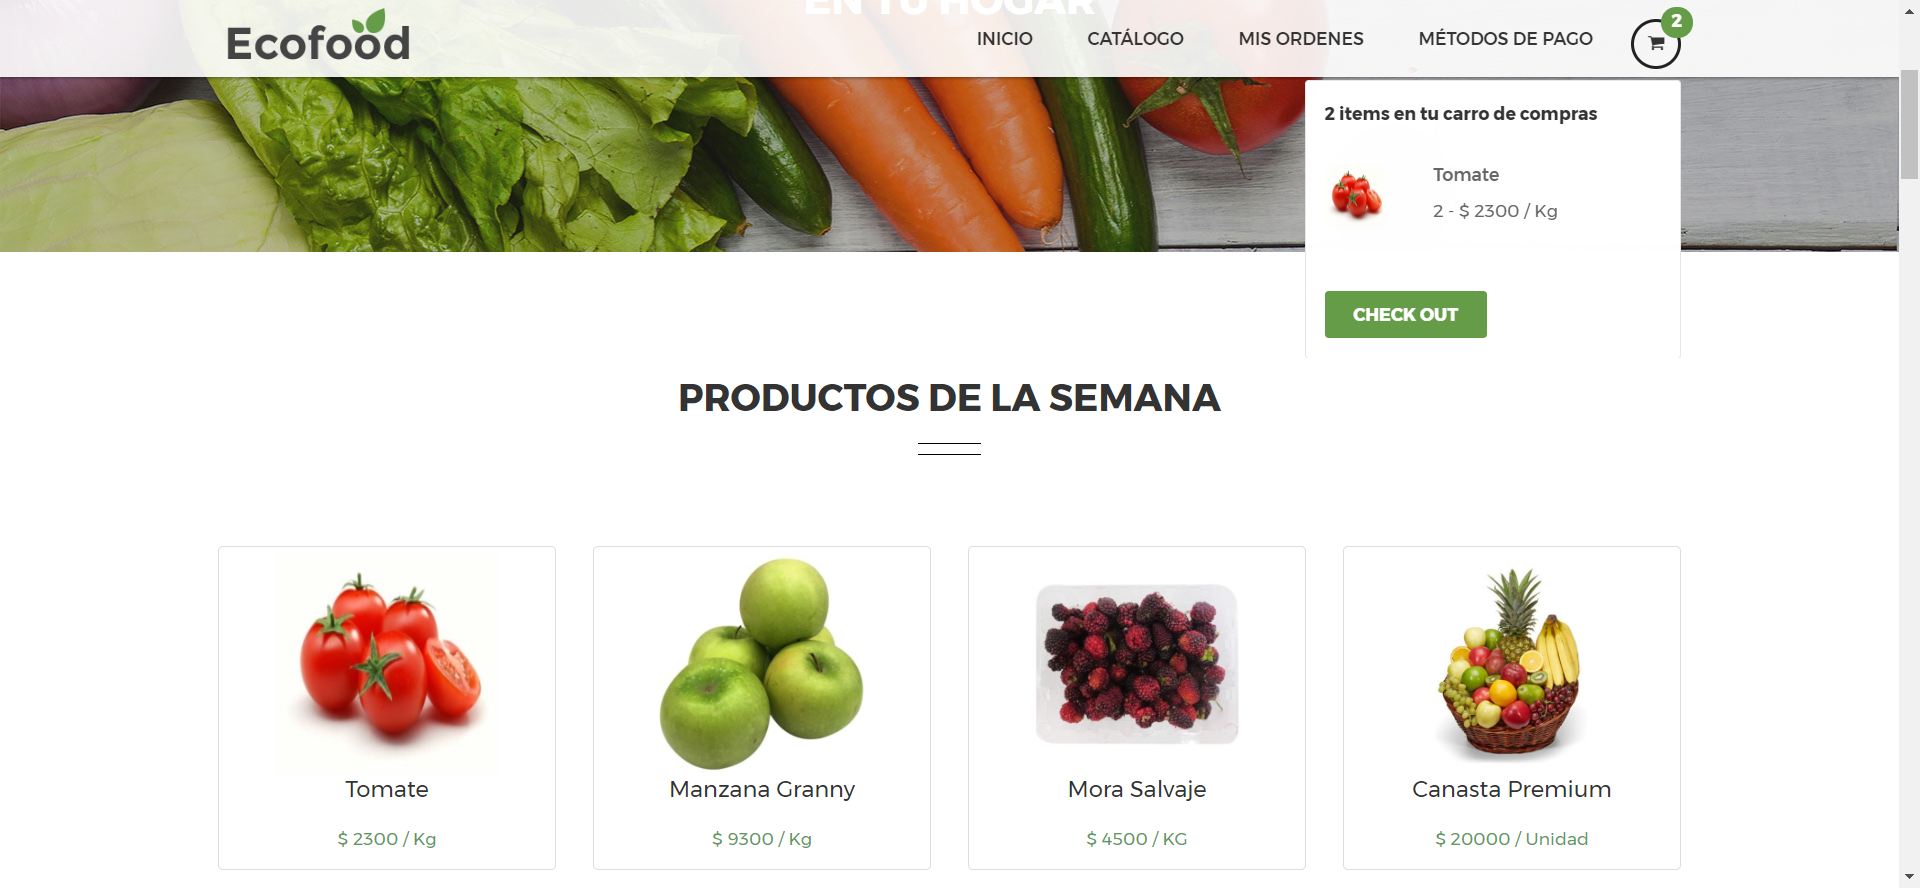 EN TU HOGAR
Ecofood
INICIO
CATÁLOGO
MIS ORDENES
MÉTODOS DE PAGO
2
2 items en tu carro de compras
Tomate
2 - $ 2300 / Kg
CHECK OUT
PRODUCTOS DE LA SEMANA
Tomate
$ 2300 / Kg
Manzana Granny
$ 9300 / Kg
Mora Salvaje
$ 4500 / KG
Canasta Premium
$ 20000 / Unidad